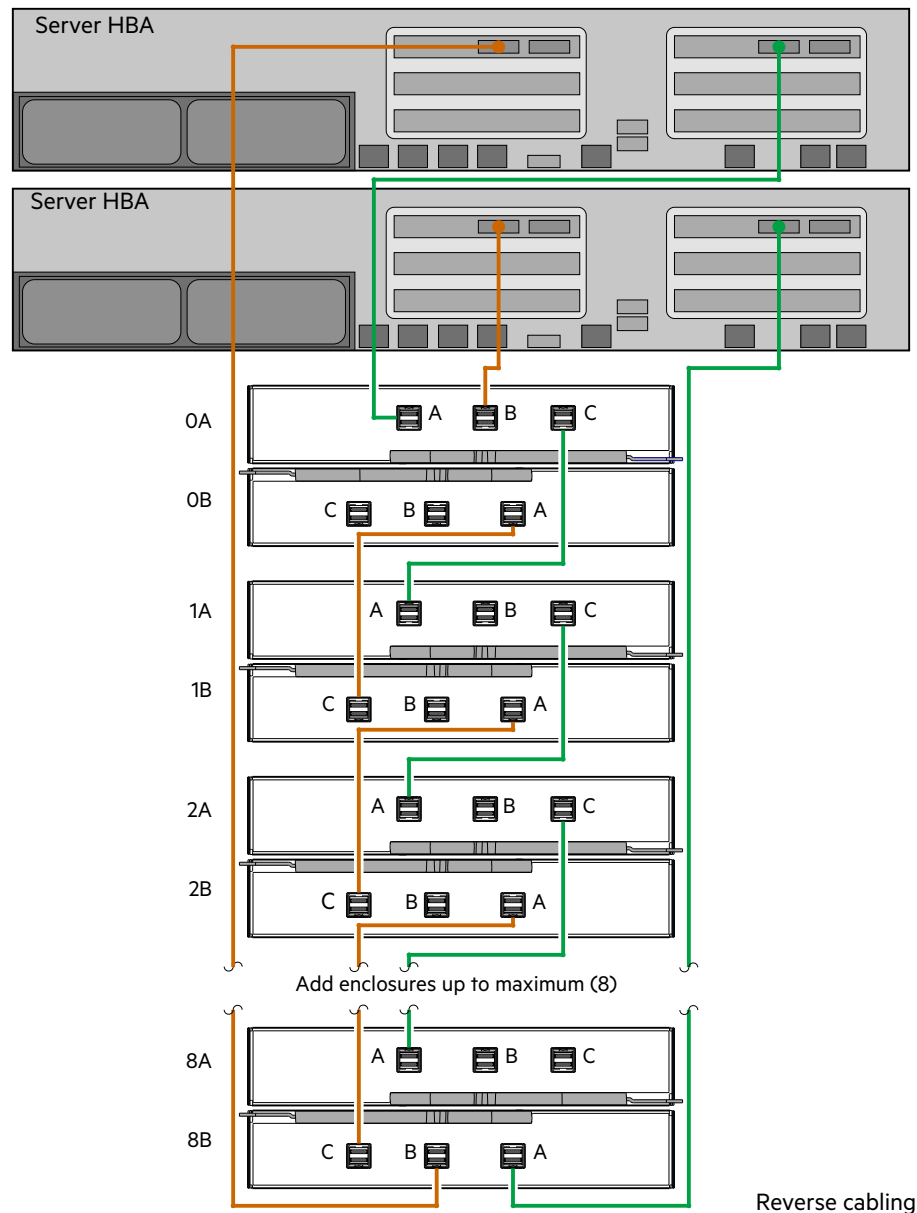 Server HBA
Server HBA
0A
A B C
0B
C B A
1A
A B C
1B
C B A
2A
A B C
2B
C B A
Add enclosures up to maximum (8)
8A
A B C
8B
C B A
Reverse cabling